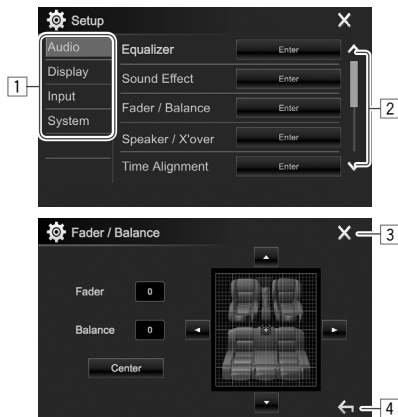 Setup
Audio
Display
Input
System
Equalizer Enter
Sound Effect Enter
Fader / Balance Enter
Speaker / X'over Enter
Time Alignment Enter
1
2
Fader / Balance
3
Fader 0
Balance 0
Center
4